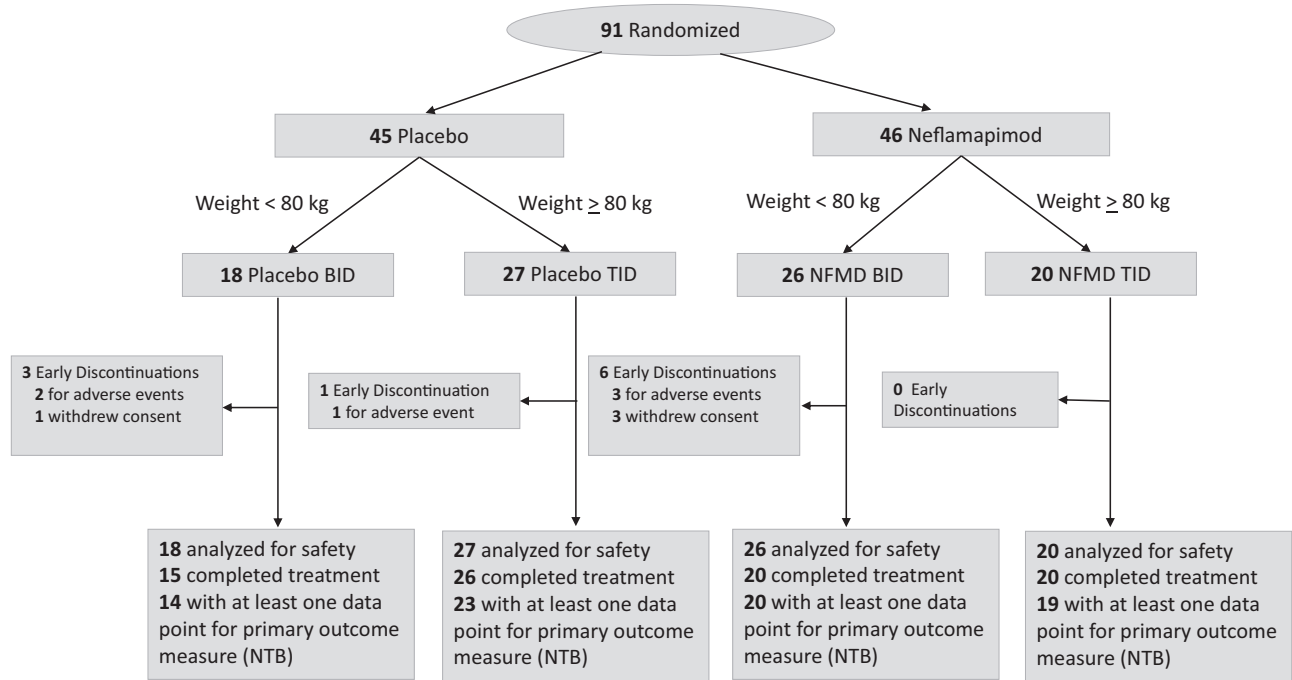 91 Randomized
45 Placebo
46 Neflamapimod
Weight < 80 kg
Weight ≥ 80 kg
Weight < 80 kg
Weight ≥ 80 kg
18 Placebo BID
27 Placebo TID
26 NFMD BID
20 NFMD TID
3 Early Discontinuations
2 for adverse events
1 withdrew consent
1 Early Discontinuation
1 for adverse event
6 Early Discontinuations
3 for adverse events
3 withdrew consent
0 Early
Discontinuations
18 analyzed for safety
15 completed treatment
14 with at least one data
point for primary outcome
measure (NTB)
27 analyzed for safety
26 completed treatment
23 with at least one data
point for primary outcome
measure (NTB)
26 analyzed for safety
20 completed treatment
20 with at least one data
point for primary outcome
measure (NTB)
20 analyzed for safety
20 completed treatment
19 with at least one data
point for primary outcome
measure (NTB)